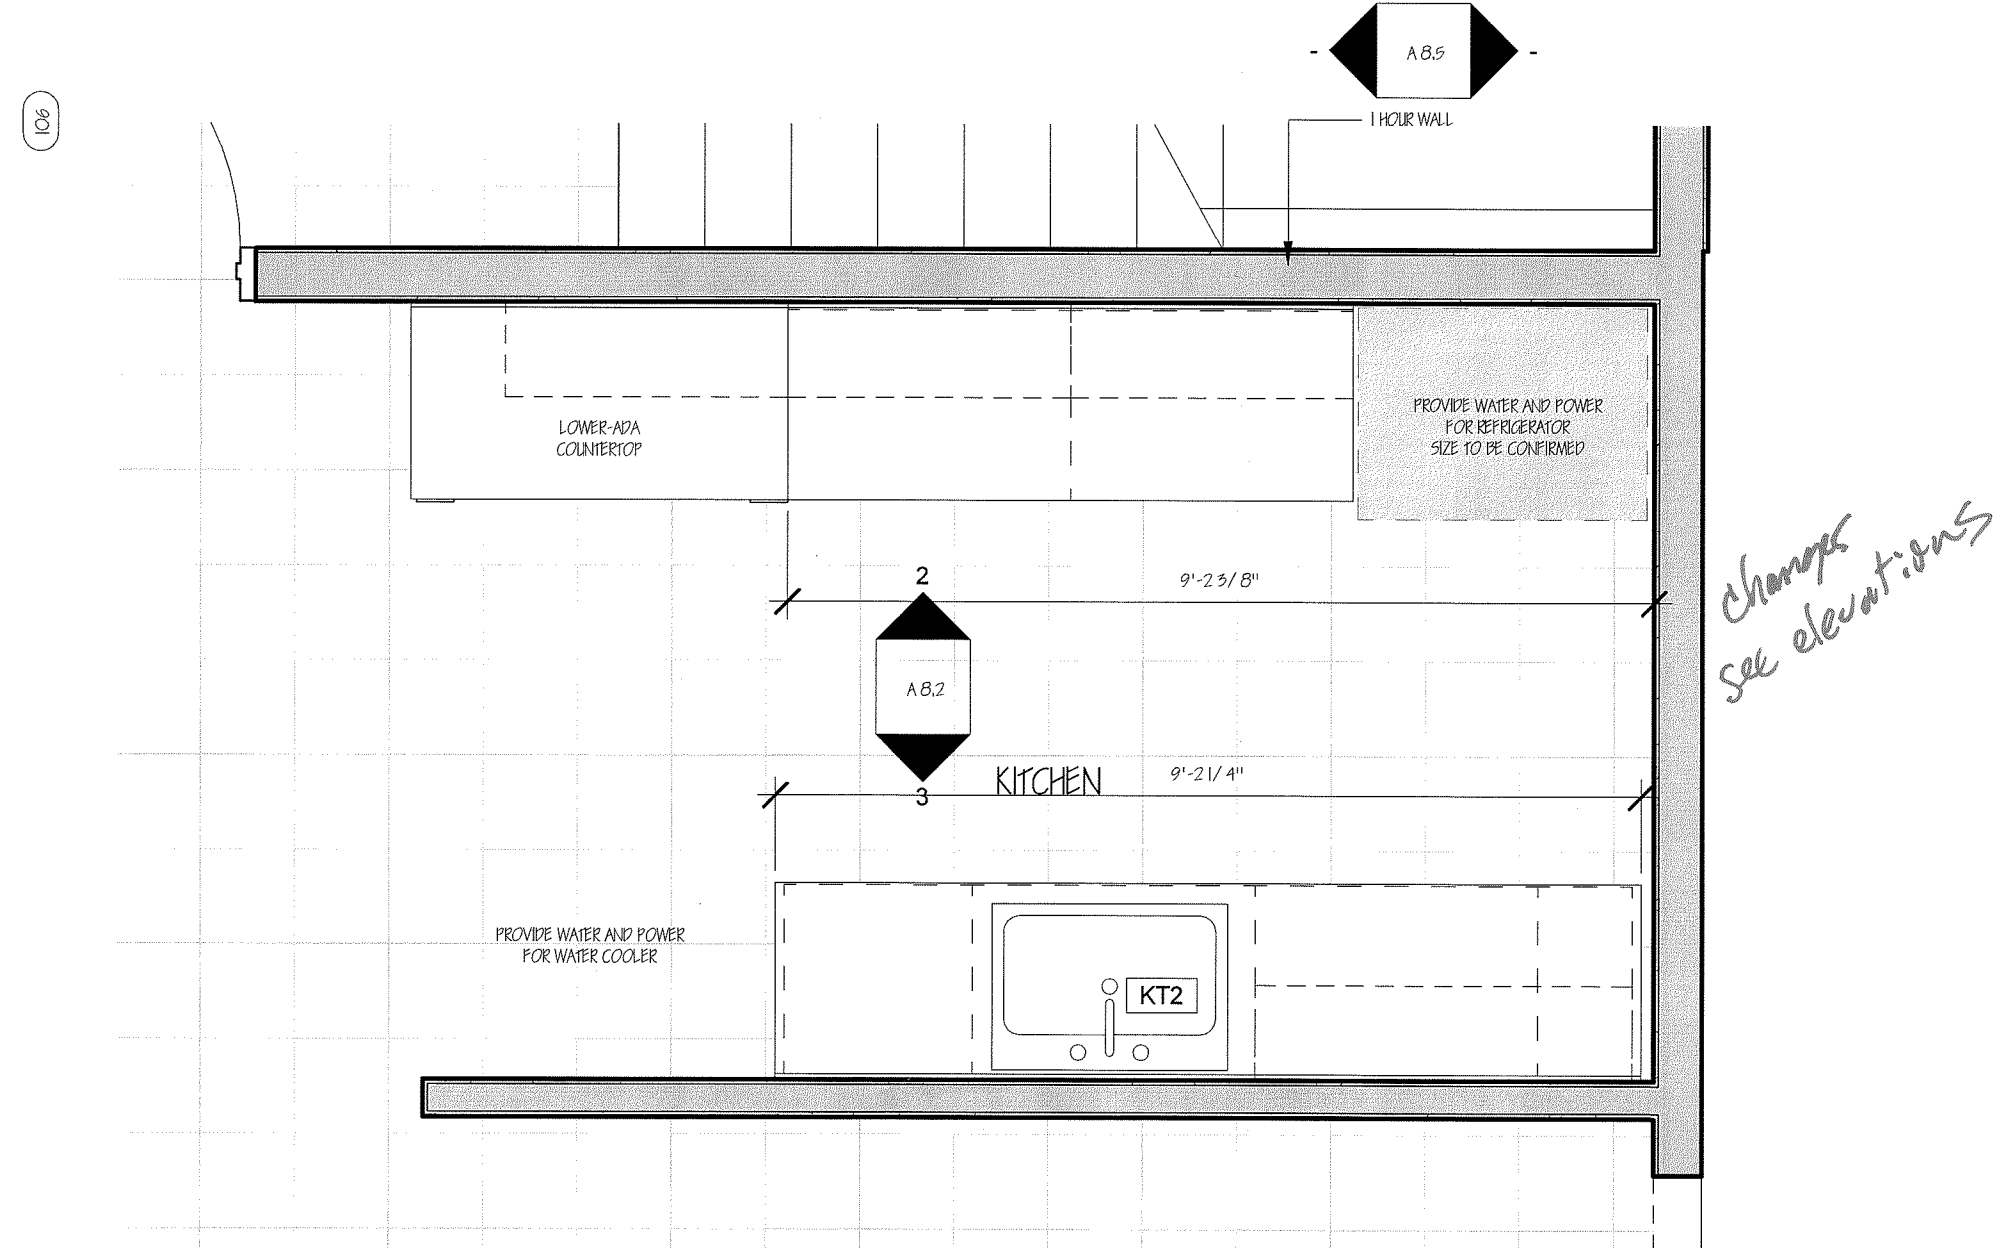 A 8.5
- -
106
1 HOUR WALL
PROVIDE WATER AND POWER
FOR REFRIGERATOR
SIZE TO BE CONFIRMED
LOWER-ADA
COUNTERTOP
changes
see elevations
2
9'-2 3/8"
A 8.2
KITCHEN
9'-2 1/4"
3
PROVIDE WATER AND POWER
FOR WATER COOLER
KT2